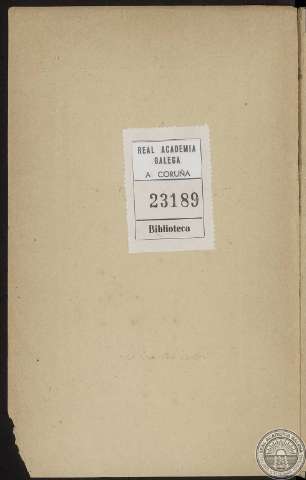 REAL ACADEMIA
GALEGA
A CORUÑA
23189
Biblioteca